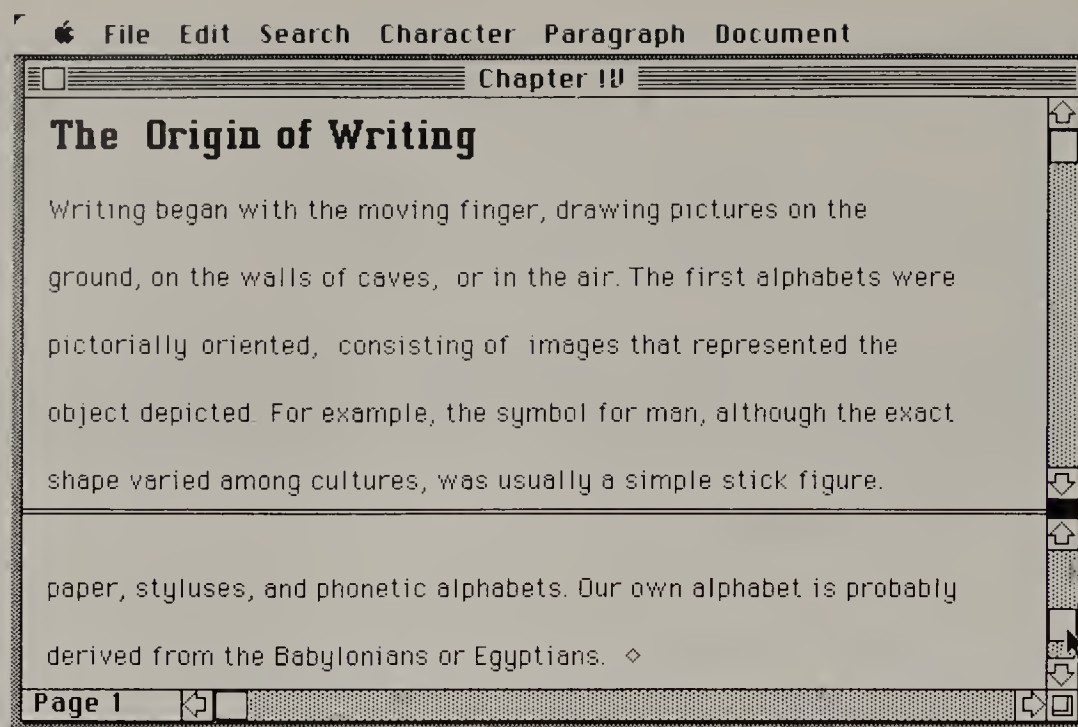 File Edit Search Character Paragraph Document
Chapter IV
The Origin of Writing
Writing began with the moving finger, drawing pictures on the
ground, on the walls of caves, or in the air. The first alphabets were
pictorially oriented, consisting of images that represented the
object depicted. For example, the symbol for man, although the exact
shape varied among cultures, was usually a simple stick figure.
paper, styluses, and phonetic alphabets. Our own alphabet is probably
derived from the Babylonians or Egyptians. ◇
Page 1